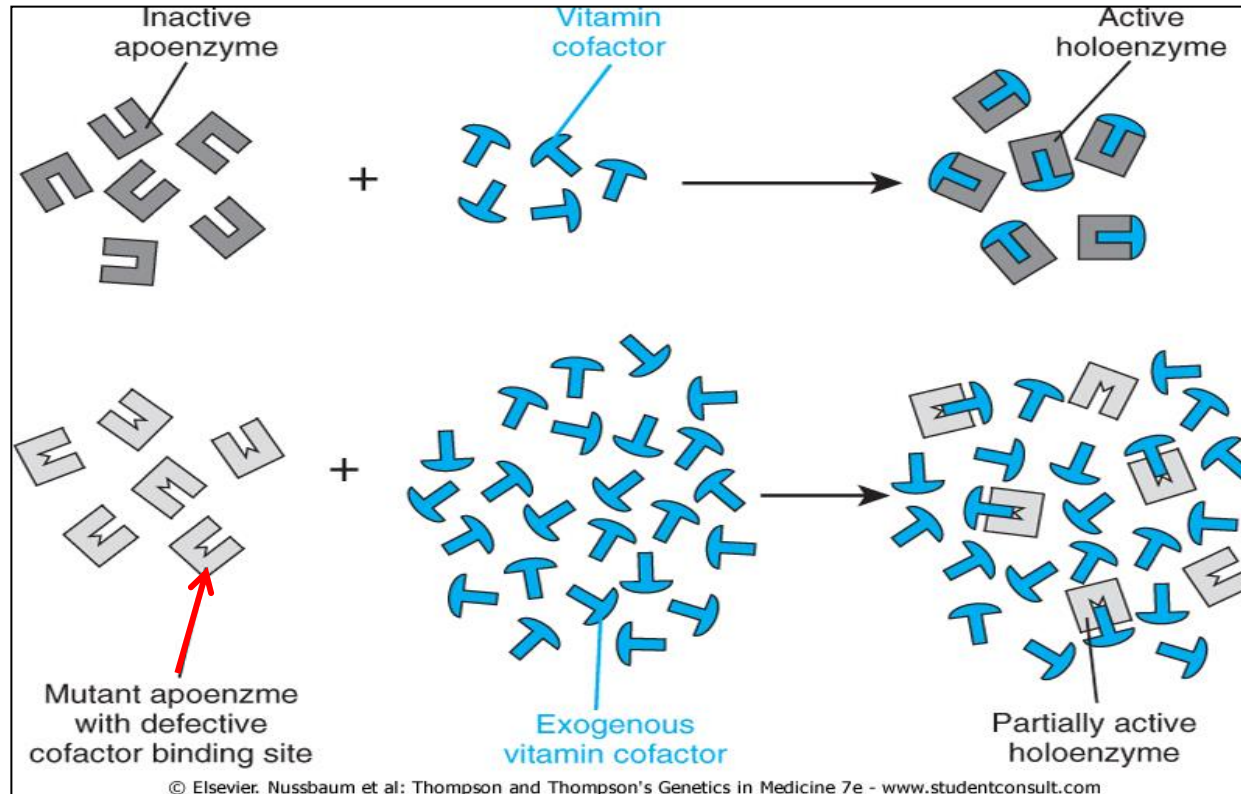 Inactive
apoenzyme
Vitamin
cofactor
Active
holoenzyme
+
+
Mutant apoenzme
with defective
cofactor binding site
Exogenous
vitamin cofactor
Partially active
holoenzyme
© Elsevier. Nussbaum et al: Thompson and Thompson's Genetics in Medicine 7e - www.studentconsult.com